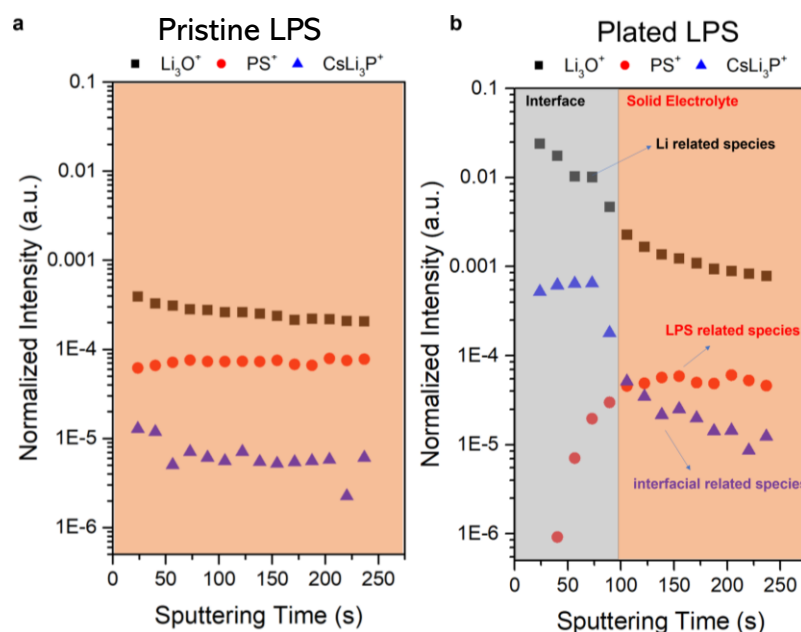 a Pristine LPS
■ Li₃O⁺ ● PS⁺ ▲ CsLi₃P⁺
Normalized Intensity (a.u.)
0.1
0.01
0.001
1E-4
1E-5
1E-6
0 50 100 150 200 250
Sputtering Time (s)
b Plated LPS
■ Li₃O⁺ ● PS⁺ ▲ CsLi₃P⁺
Normalized Intensity (a.u.)
0.1
0.01
0.001
1E-4
1E-5
1E-6
Interface Solid Electrolyte
Li related species
LPS related species
interfacial related species
0 50 100 150 200 250
Sputtering Time (s)